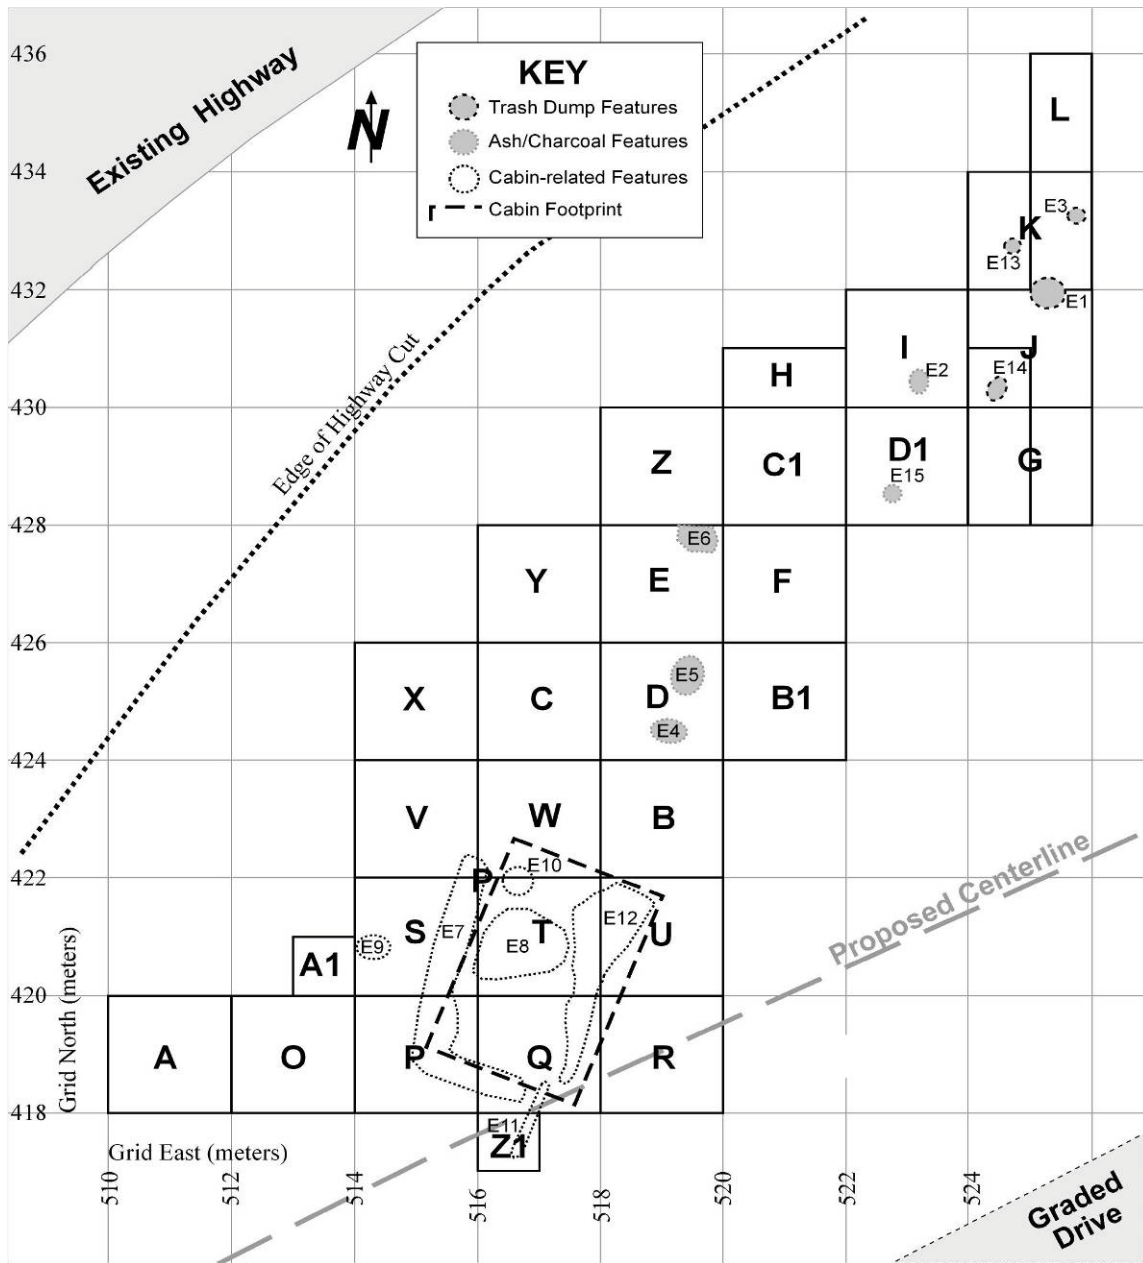 436
Existing Highway
N
KEY
Trash Dump Features
Ash/Charcoal Features
Cabin-related Features
Cabin Footprint
L
434
E3
K
E13
432
E1
Edge of Highway Cut
I
J
H
E2
E14
430
Z
C1
D1
E15
G
428
E6
Y
E
F
426
X
C
D
E5
B1
E4
424
V
W
B
422
P
E10
S
E7
E8
T
E12
U
E9
A1
Proposed Centerline
420
Grid North (meters)
A
O
P
Q
R
418
E11
Z1
Grid East (meters)
510
512
514
516
518
520
522
524
Graded
Drive